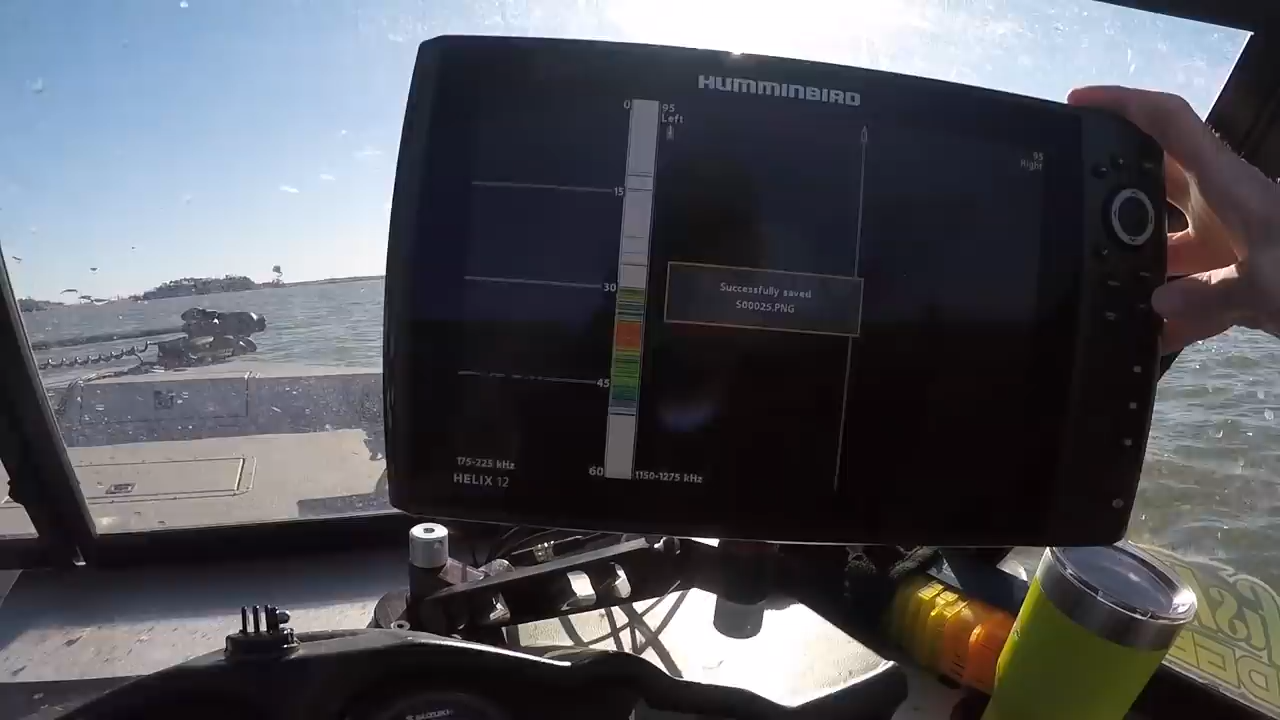 HUMMINBIRD
0
95
Left
95
Right
15
30
Successfully saved
S00025.PNG
45
175-225 kHz
60
1150-1275 kHz
HELIX 12
SUZUKI